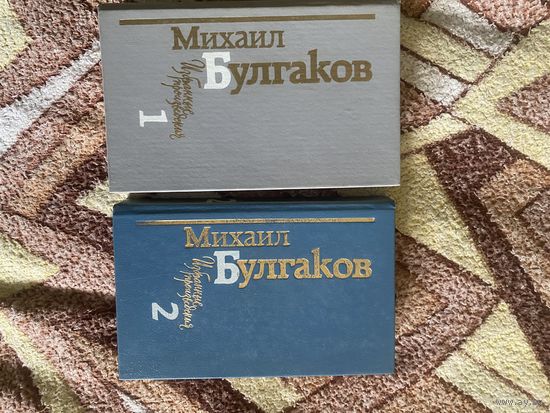 Михаил
Булгаков
Избранные
произведения
1
Михаил
Булгаков
Избранные
произведения
2